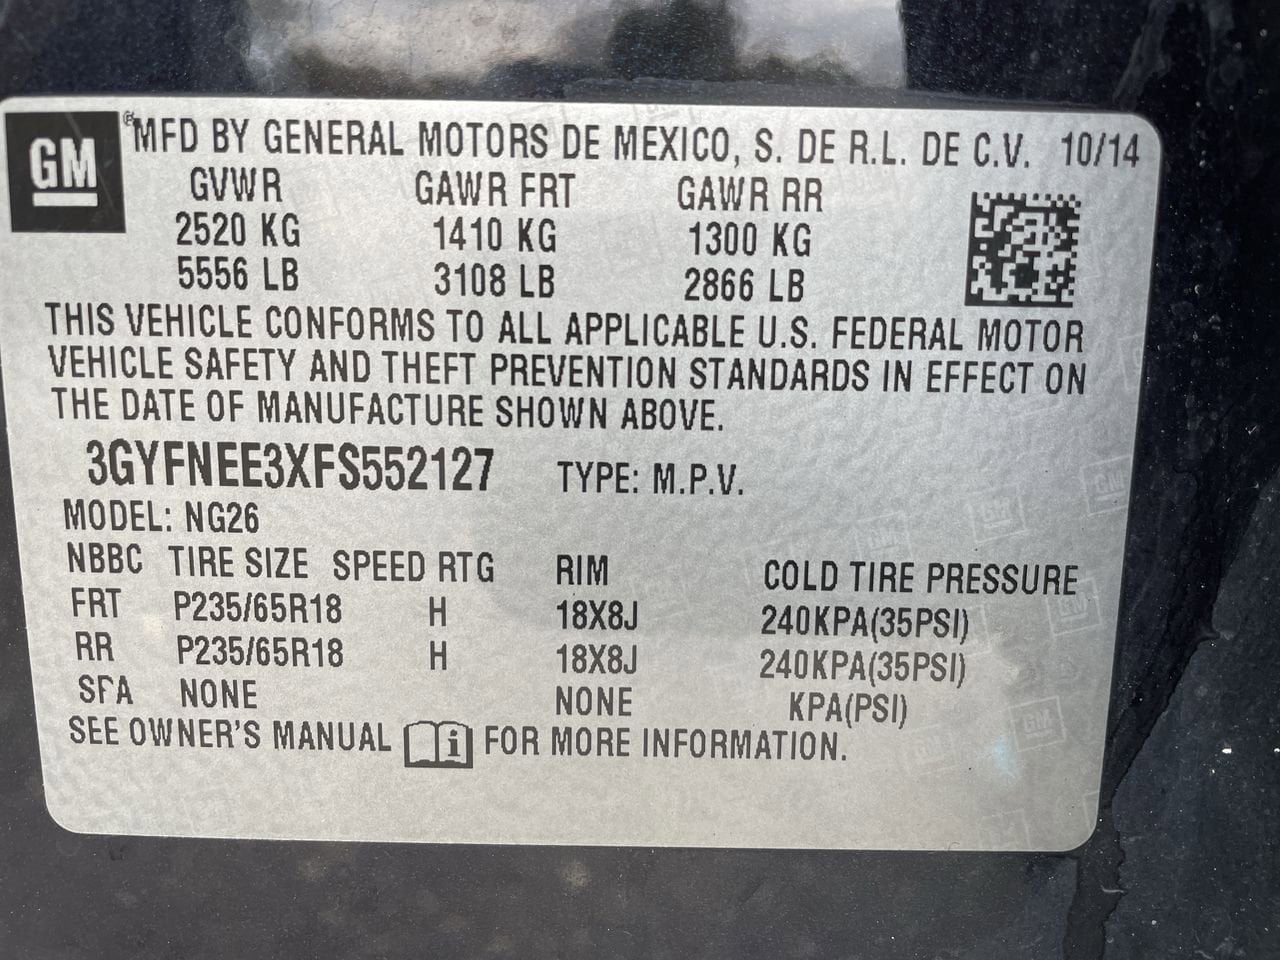 GM ® MFD BY GENERAL MOTORS DE MEXICO, S. DE R.L. DE C.V. 10/14
GVWR GAWR FRT GAWR RR
2520 KG 1410 KG 1300 KG
5556 LB 3108 LB 2866 LB
THIS VEHICLE CONFORMS TO ALL APPLICABLE U.S. FEDERAL MOTOR
VEHICLE SAFETY AND THEFT PREVENTION STANDARDS IN EFFECT ON
THE DATE OF MANUFACTURE SHOWN ABOVE.
3GYFNEE3XFS552127 TYPE: M.P.V.
MODEL: NG26
NBBC TIRE SIZE SPEED RTG RIM COLD TIRE PRESSURE
FRT P235/65R18 H 18X8J 240KPA(35PSI)
RR P235/65R18 H 18X8J 240KPA(35PSI)
SPA NONE NONE KPA(PSI)
SEE OWNER'S MANUAL i FOR MORE INFORMATION.